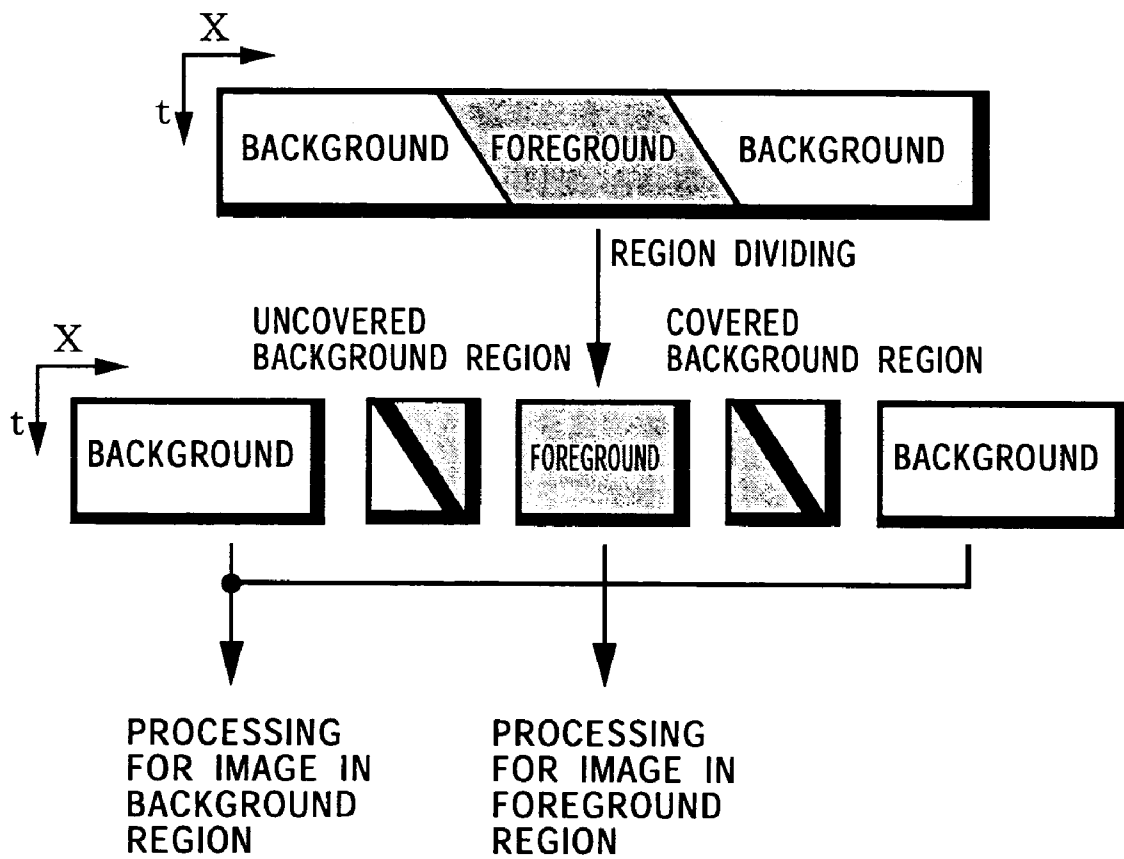 X
t
BACKGROUND
FOREGROUND
BACKGROUND
REGION DIVIDING
UNCOVERED
BACKGROUND REGION
COVERED
BACKGROUND REGION
X
t
BACKGROUND
FOREGROUND
BACKGROUND
PROCESSING
FOR IMAGE IN
BACKGROUND
REGION
PROCESSING
FOR IMAGE IN
FOREGROUND
REGION